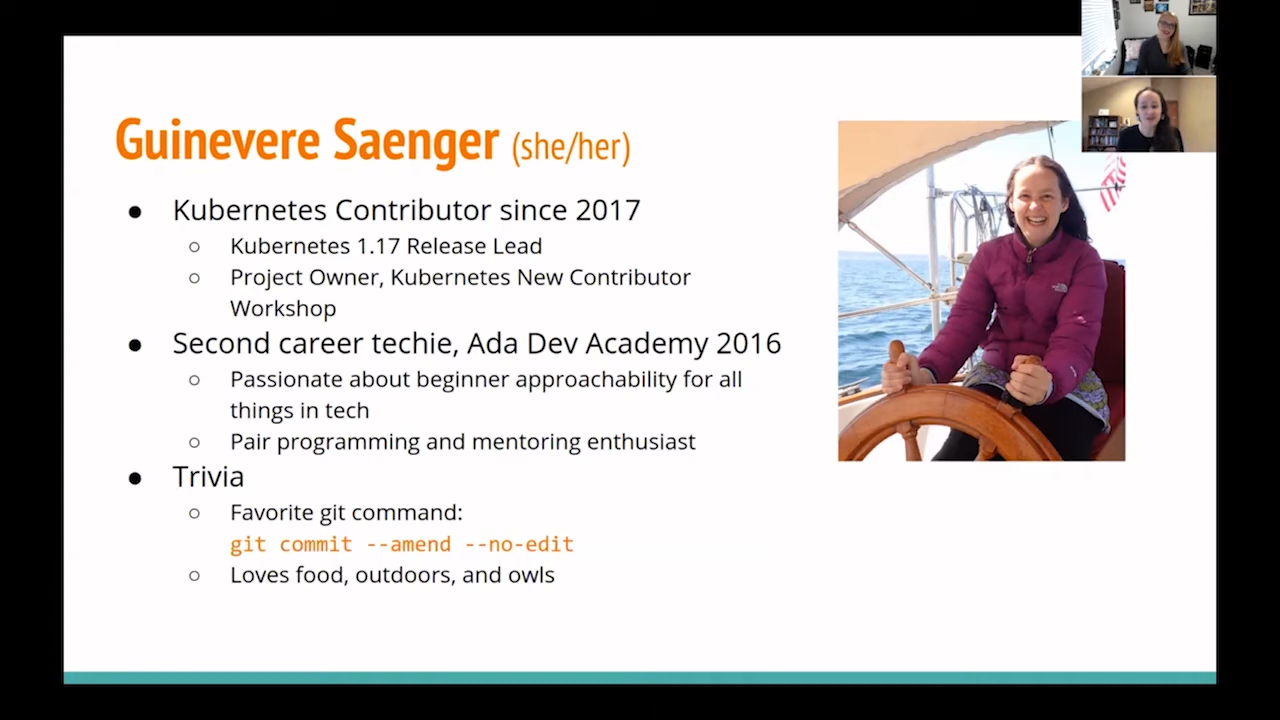 Guinevere Saenger (she/her)
● Kubernetes Contributor since 2017
○ Kubernetes 1.17 Release Lead
○ Project Owner, Kubernetes New Contributor
Workshop
● Second career techie, Ada Dev Academy 2016
○ Passionate about beginner approachability for all
things in tech
○ Pair programming and mentoring enthusiast
● Trivia
○ Favorite git command:
git commit --amend --no-edit
○ Loves food, outdoors, and owls